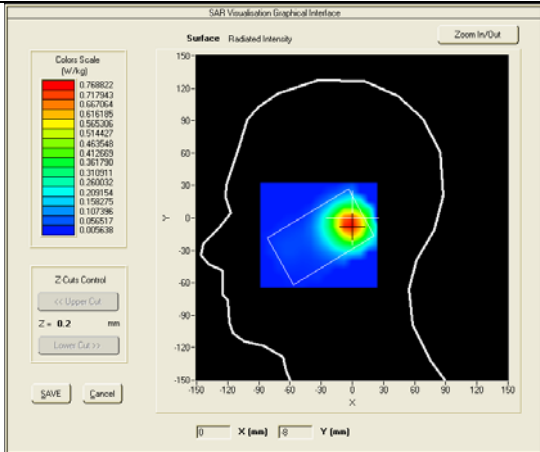 SAR Visualisation Graphical Interface
Surface Radiated Intensity
Zoom In/Out
Colors Scale
(W/kg)
0.768822
0.717943
0.667064
0.616185
0.565306
0.514427
0.463548
0.412669
0.361790
0.310911
0.260032
0.209154
0.158275
0.107396
0.056517
0.005638
150
120
90
60
30
0
-30
-60
-90
-120
-150
Y
-150 -120 -90 -60 -30 0 30 60 90 120 150
X
Z Cuts Control
<< Upper Cut
Z = 0.2 mm
Lower Cut >>
SAVE Cancel
0 X (mm) -8 Y (mm)